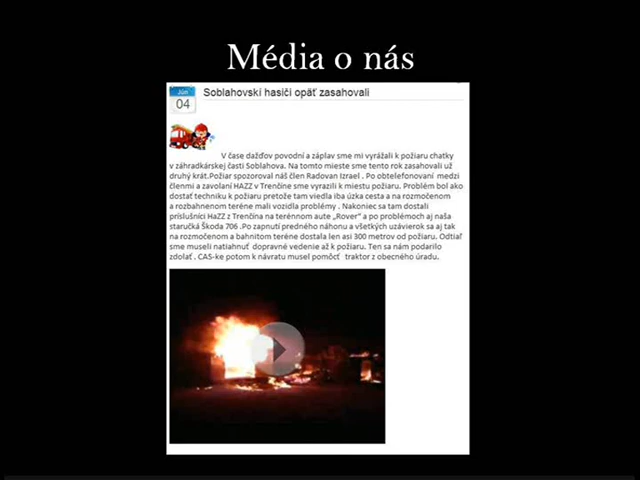 Média o nás
Jún
04
Soblahovskí hasiči opäť zasahovali
V čase dažďov povodní a záplav sme mi vyrážali k požiaru chatky
v záhradkárskej časti Soblahova. Na tomto mieste sme tento rok zasahovali už
druhý krát.Požiar spozoroval náš člen Radovan Izrael . Po obtelefonovaní medzi
členmi a zavolaní HAZZ v Trenčíne sme vyrazili k miestu požiaru. Problém bol ako
dostať techniku k požiaru pretože tam viedla iba úzka cesta a na rozmočenom
a rozbahnenom teréne mali vozidla problémy . Nakoniec sa tam dostali
príslušníci HaZZ z Trenčína na terénnom aute „Rover“ a po problémoch aj naša
staručká Škoda 706 .Po zapnutí predného náhonu a všetkých uzávierok sa aj tak
na rozmočenom a bahnitom teréne dostala len asi 300 metrov od požiaru. Odtiaľ
sme museli natiahnuť dopravné vedenie až k požiaru. Ten sa nám podarilo
zdolať . CAS-ke potom k návratu musel pomôcť traktor z obecného úradu.